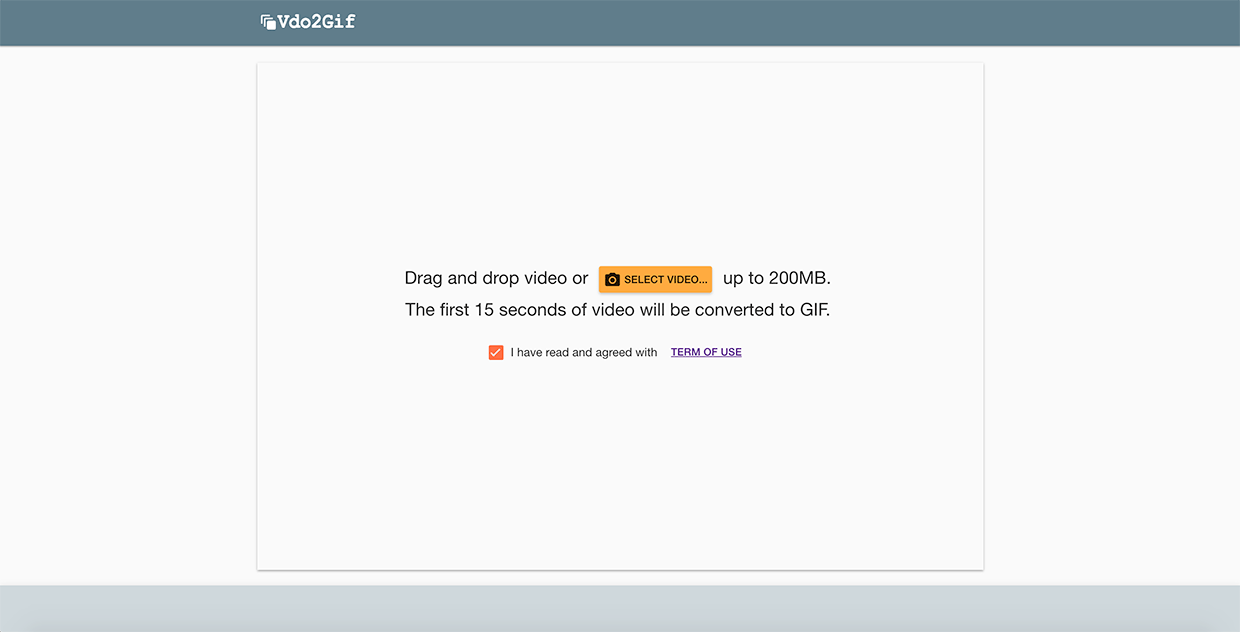 Vdo2Gif
Drag and drop video or SELECT VIDEO... up to 200MB.
The first 15 seconds of video will be converted to GIF.
I have read and agreed with TERM OF USE